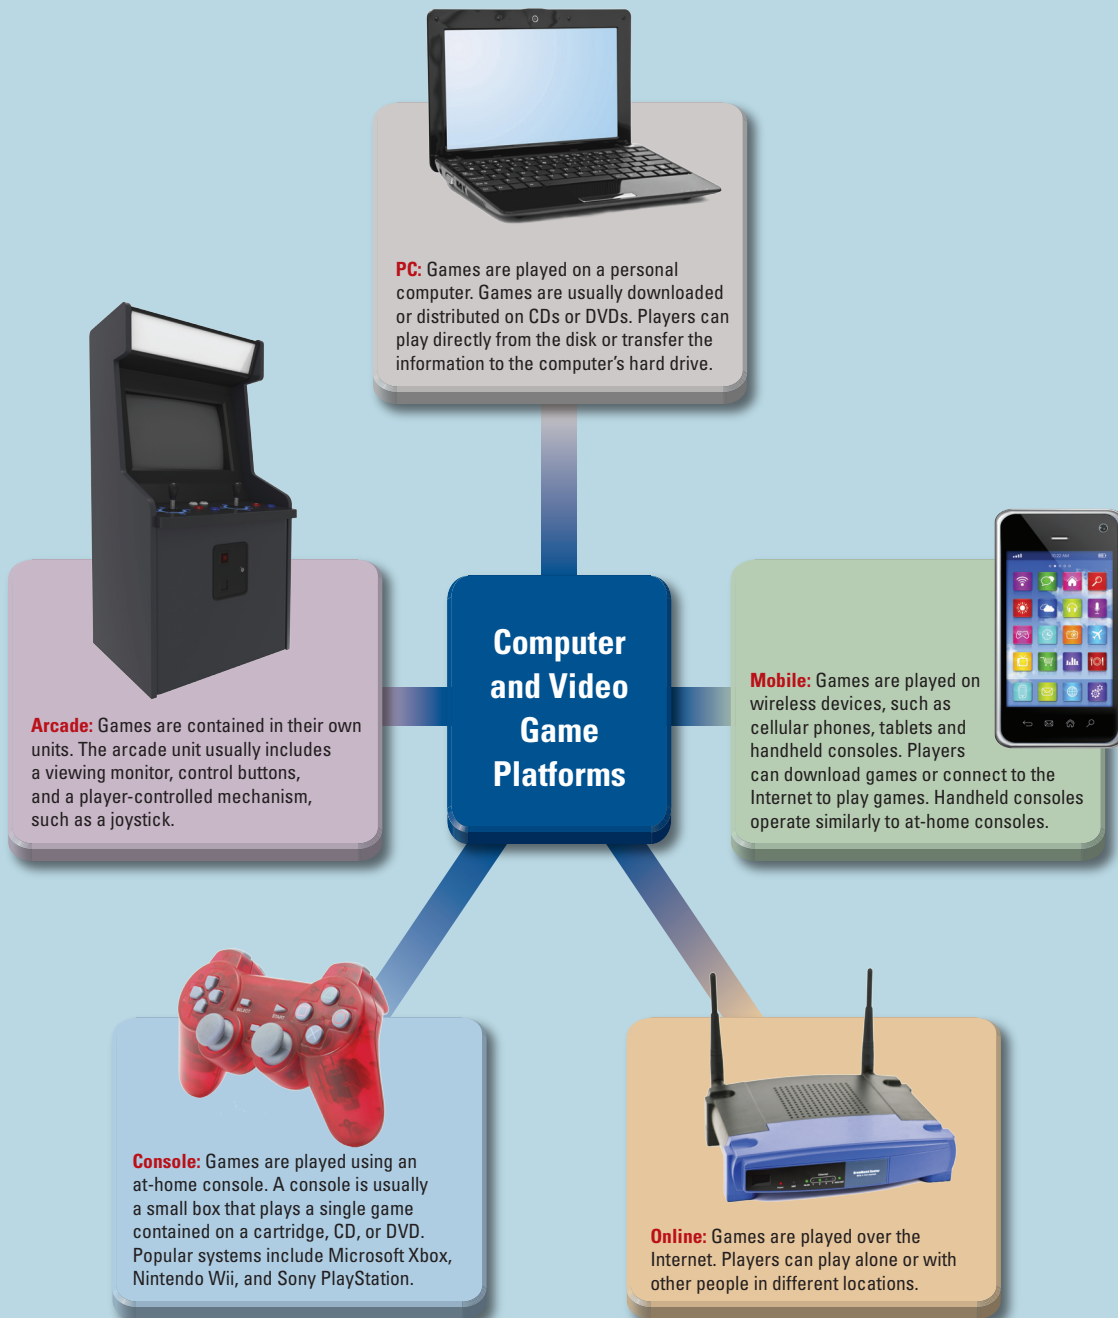 PC: Games are played on a personal
computer. Games are usually downloaded
or distributed on CDs or DVDs. Players can
play directly from the disk or transfer the
information to the computer’s hard drive.
Arcade: Games are contained in their own
units. The arcade unit usually includes
a viewing monitor, control buttons,
and a player-controlled mechanism,
such as a joystick.
Computer
and Video
Game
Platforms
Mobile: Games are played on
wireless devices, such as
cellular phones, tablets and
handheld consoles. Players
can download games or connect to the
Internet to play games. Handheld consoles
operate similarly to at-home consoles.
SELECT
START
Console: Games are played using an
at-home console. A console is usually
a small box that plays a single game
contained on a cartridge, CD, or DVD.
Popular systems include Microsoft Xbox,
Nintendo Wii, and Sony PlayStation.
Online: Games are played over the
Internet. Players can play alone or with
other people in different locations.